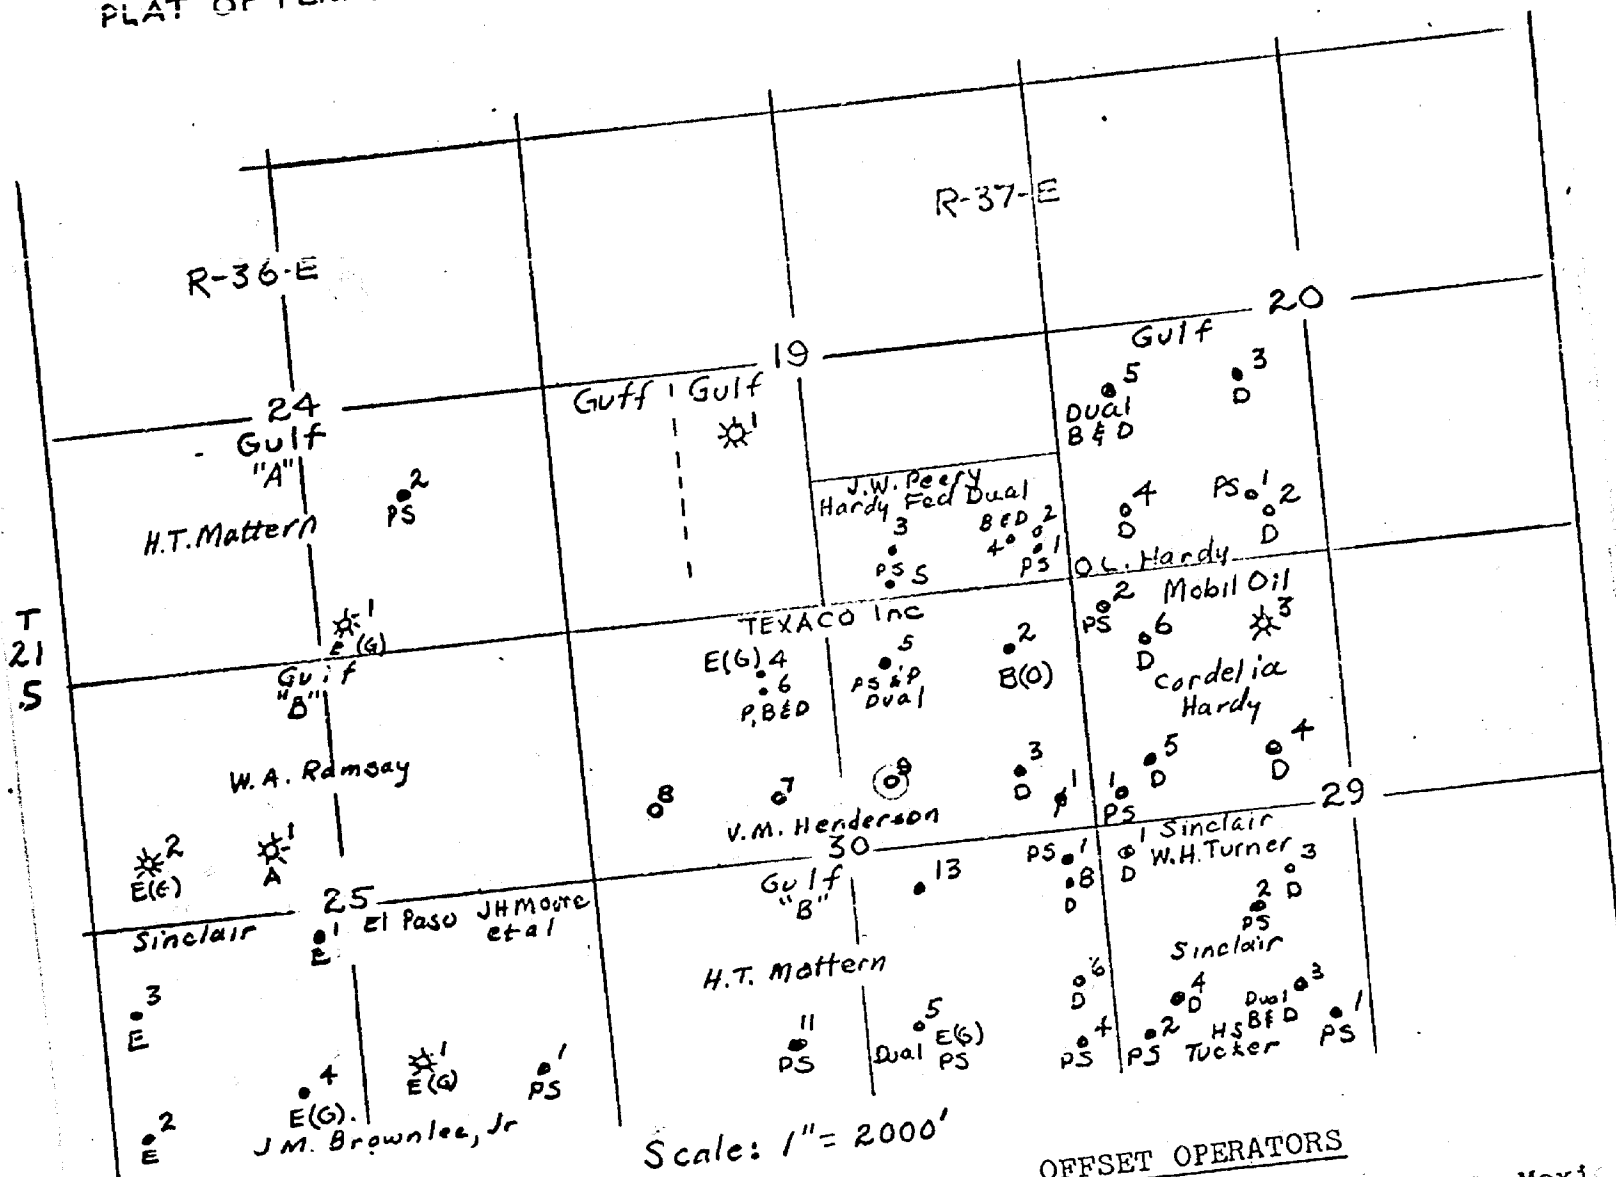 PLAT OF
R-37-E
R-36-E
20
Gulf
19
5
3
Dual
B & D
D
Guff Gulf
1
24
Gulf
"A"
2
PS
H.T. Mattern
J.W. Peery
Hardy Fed Dual
3
B & D 2
4
PS
PS 1
5
4
D
PS 1
2
D
O.L. Hardy
1
E (G)
T
21
S
Gulf
"B"
TEXACO Inc
E(G) 4
6
P, B & D
5
PS & P
Dual
2
B(O)
2
PS
Mobil Oil
6
D
3
Cordelia
Hardy
W.A. Ramsay
8
7
9
3
D
1
V.M. Henderson
5
D
4
D
1
PS
2
E(G)
1
A
25
30
29
Sinclair
1
E
El Paso JH Moore
et al
Gulf
"B"
13
PS 1
8
D
1
D
Sinclair
W.H. Turner
3
D
2
PS
H.T. Mattern
Sinclair
3
E
6
D
4
D
Dual
B & D
3
HS
Tucker
1
PS
2
PS
11
PS
5
Dual E(G)
PS
4
PS
1
E(G)
1
PS
4
E(G).
2
E
J.M. Brownlee, Jr
Scale: 1"= 2000'
OFFSET OPERATORS